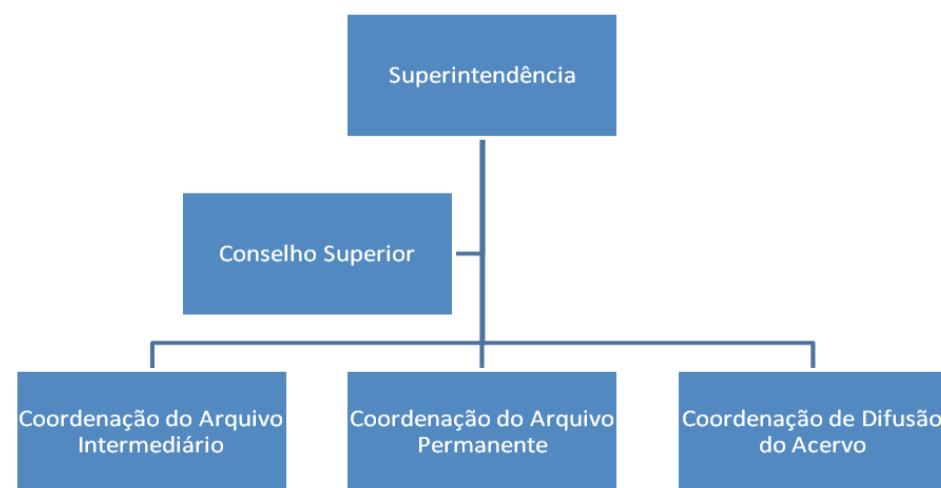 Superintendência
Conselho Superior
Coordenação do Arquivo
Intermediário
Coordenação do Arquivo
Permanente
Coordenação de Difusão
do Acervo